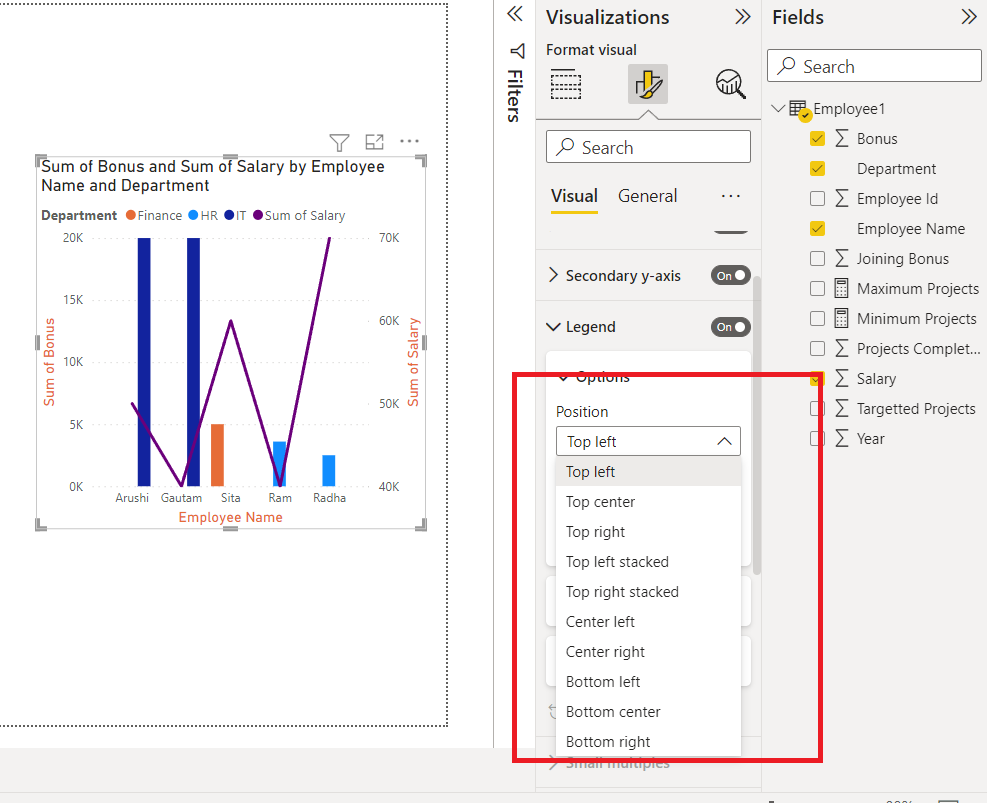 Sum of Bonus and Sum of Salary by Employee
Name and Department
Department Finance HR IT Sum of Salary
20K
15K
10K
5K
0K
Sum of Bonus
70K
60K
50K
40K
Sum of Salary
Arushi Gautam Sita Ram Radha
Employee Name
Filters
Visualizations
Format visual
Search
Visual General
Secondary y-axis On
Legend On
Options
Position
Top left
Top left
Top center
Top right
Top left stacked
Top right stacked
Center left
Center right
Bottom left
Bottom center
Bottom right
Small multiples
Fields
Search
Employee1
Bonus
Department
Employee Id
Employee Name
Joining Bonus
Maximum Projects
Minimum Projects
Projects Complet...
Salary
Targetted Projects
Year